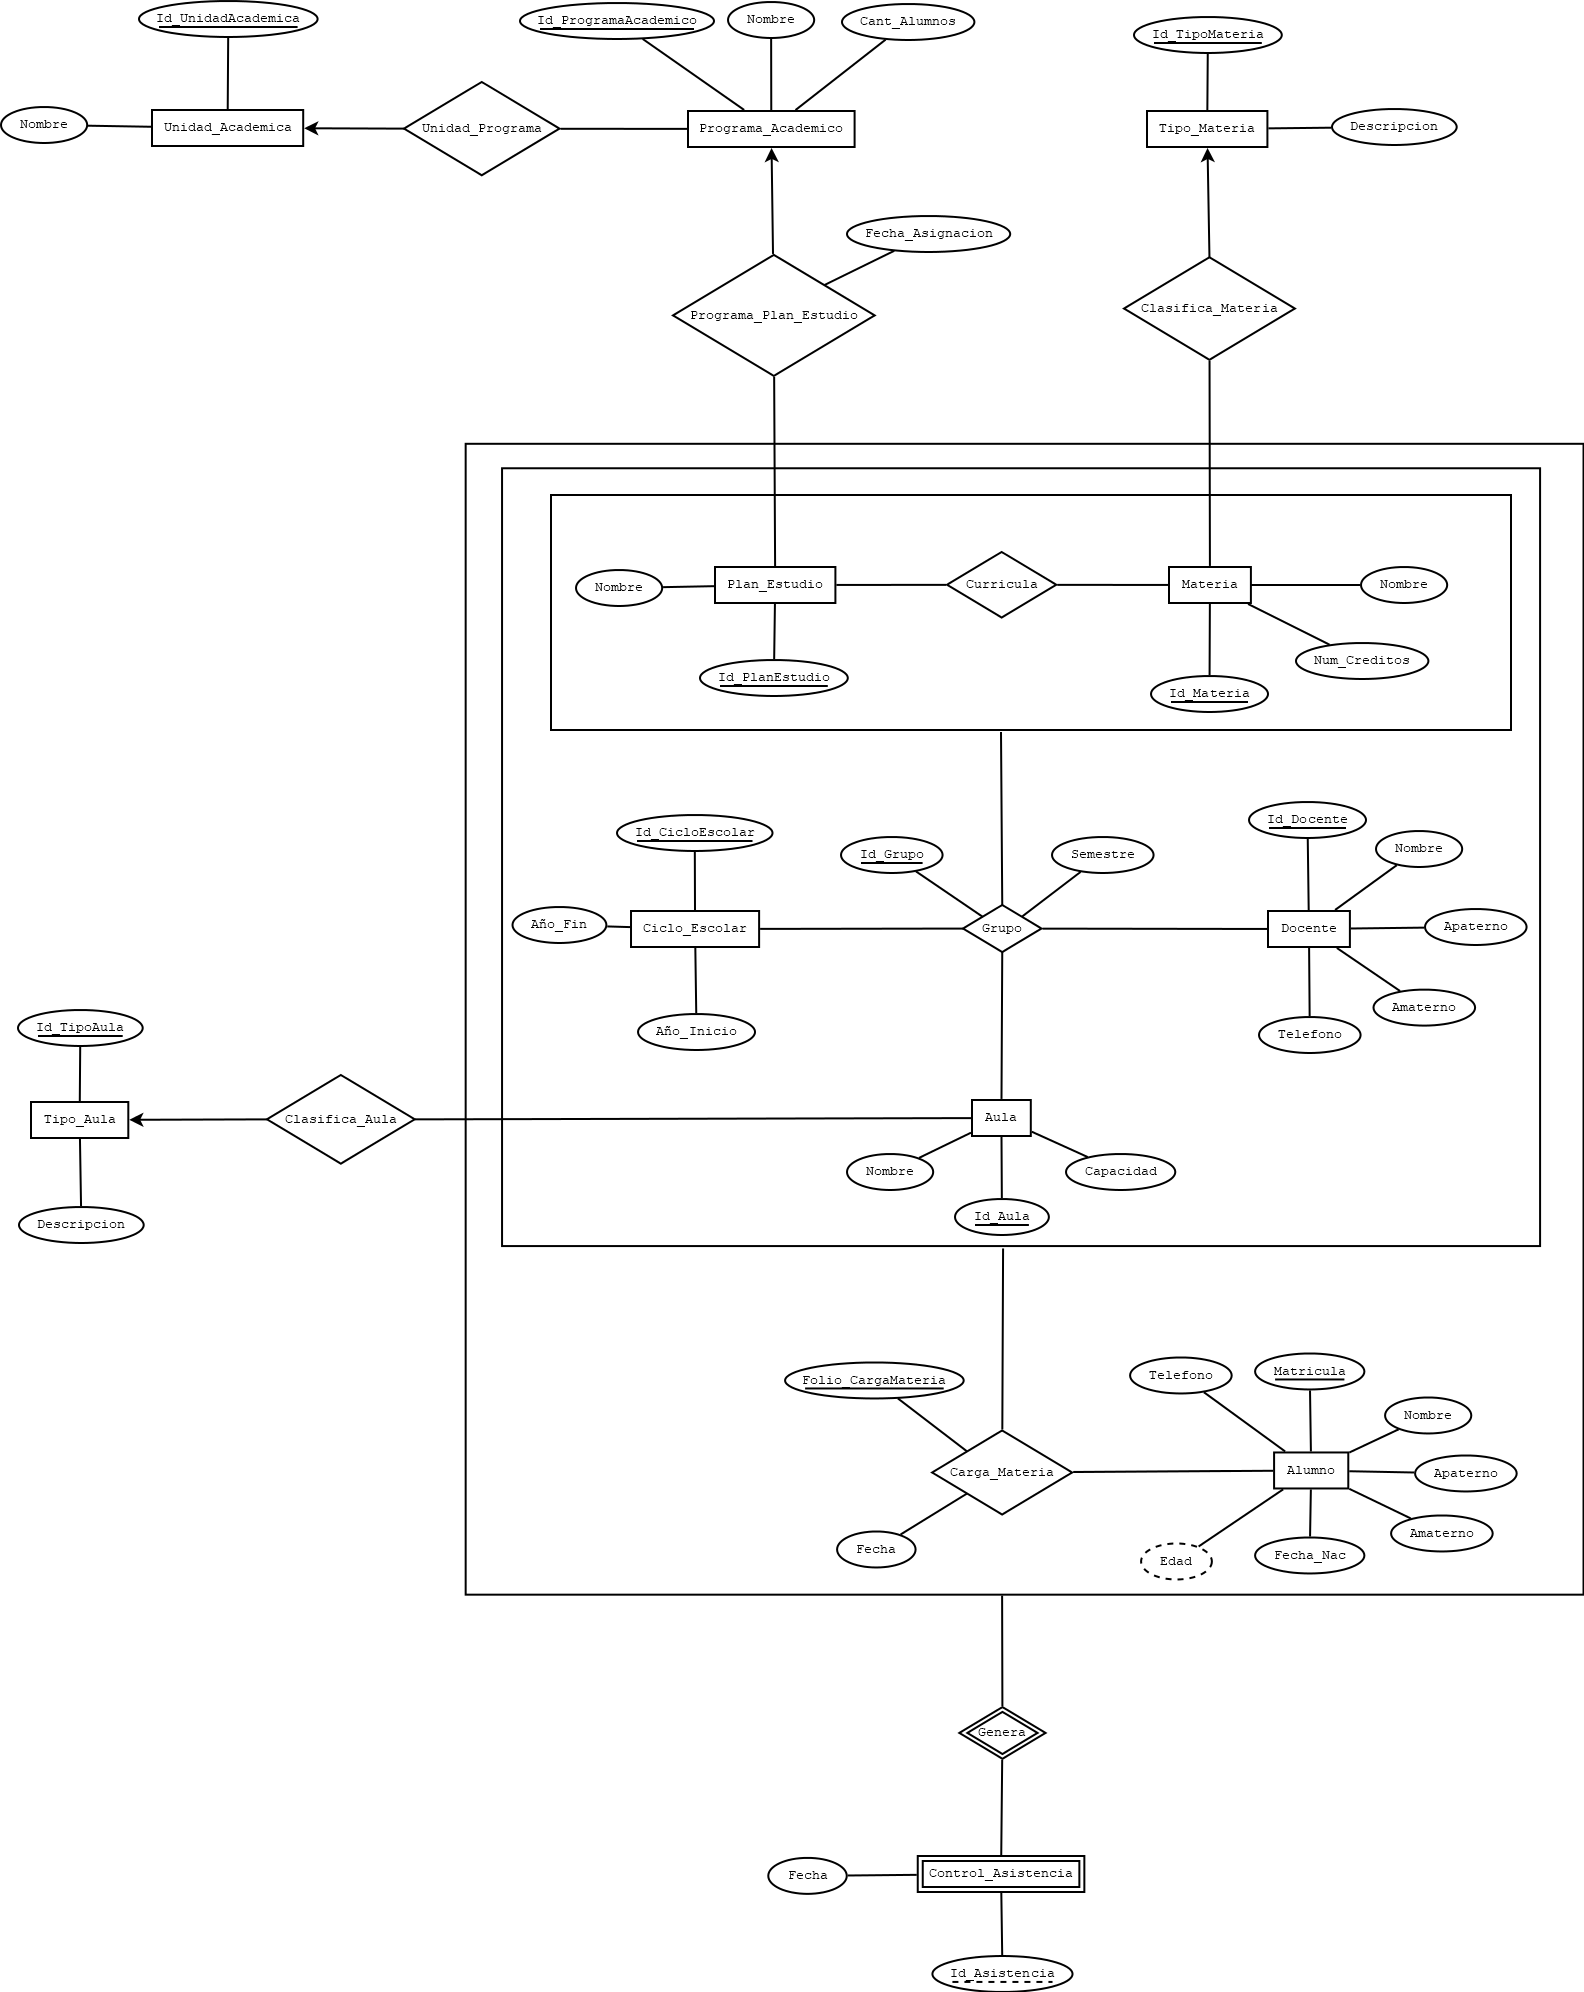 Id_UnidadAcademica
Id_ProgramaAcademico
Nombre
Cant_Alumnos
Id_TipoMateria
Nombre
Unidad_Academica
Unidad_Programa
Programa_Academico
Tipo_Materia
Descripcion
Fecha_Asignacion
Programa_Plan_Estudio
Clasifica_Materia
Nombre
Plan_Estudio
Curricula
Materia
Nombre
Num_Creditos
Id_PlanEstudio
Id_Materia
Id_CicloEscolar
Id_Grupo
Semestre
Id_Docente
Nombre
Año_Fin
Ciclo_Escolar
Grupo
Docente
Apaterno
Amaterno
Año_Inicio
Telefono
Id_TipoAula
Tipo_Aula
Clasifica_Aula
Aula
Nombre
Capacidad
Id_Aula
Descripcion
Folio_CargaMateria
Telefono
Matricula
Nombre
Carga_Materia
Alumno
Apaterno
Amaterno
Fecha
Edad
Fecha_Nac
Genera
Fecha
Control_Asistencia
Id_Asistencia